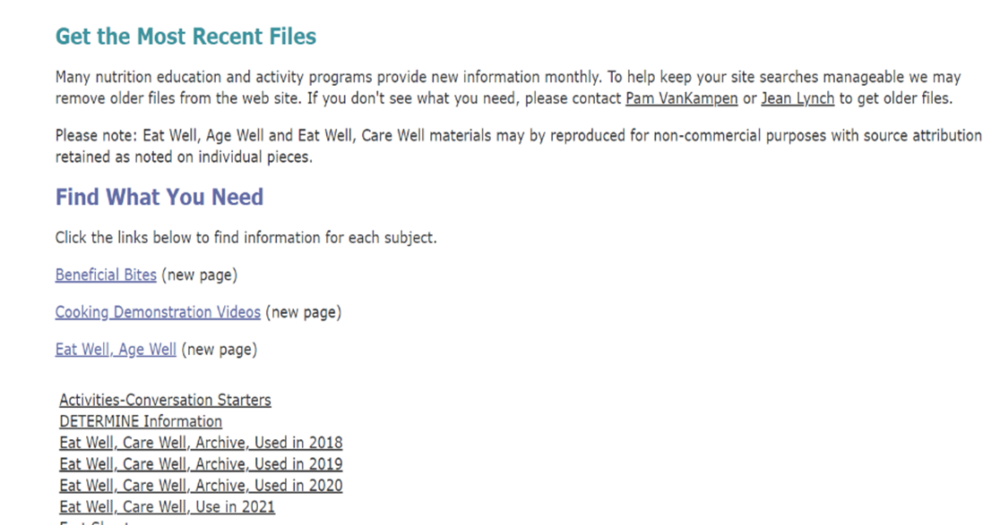 Get the Most Recent Files
Many nutrition education and activity programs provide new information monthly. To help keep your site searches manageable we may
remove older files from the web site. If you don't see what you need, please contact Pam VanKampen or Jean Lynch to get older files.
Please note: Eat Well, Age Well and Eat Well, Care Well materials may by reproduced for non-commercial purposes with source attribution
retained as noted on individual pieces.
Find What You Need
Click the links below to find information for each subject.
Beneficial Bites (new page)
Cooking Demonstration Videos (new page)
Eat Well, Age Well (new page)
Activities-Conversation Starters
DETERMINE Information
Eat Well, Care Well, Archive, Used in 2018
Eat Well, Care Well, Archive, Used in 2019
Eat Well, Care Well, Archive, Used in 2020
Eat Well, Care Well, Use in 2021